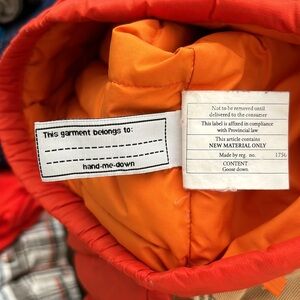 This garment belongs to:
hand-me-down
Not to be removed until
delivered to the consumer
This label is affixed in compliance
with Provincial law
This article contains
NEW MATERIAL ONLY
Made by reg. no.
CONTENT
Goose down